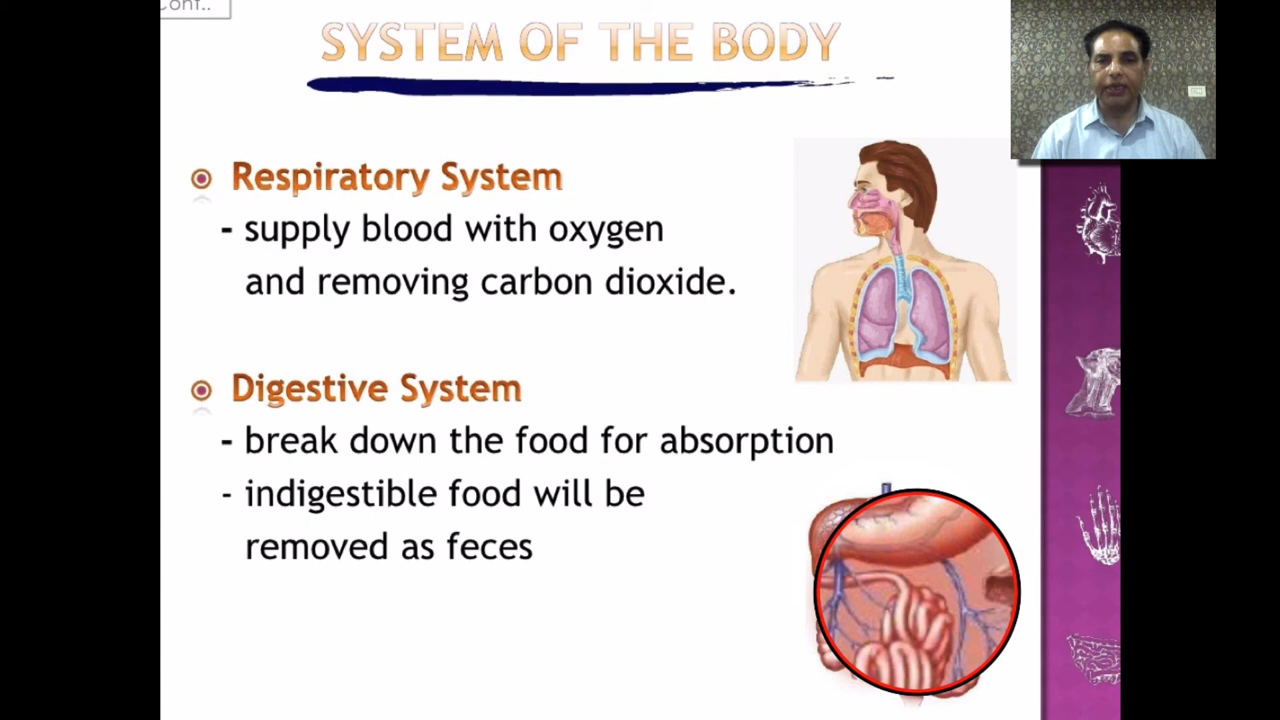 Cont..
SYSTEM OF THE BODY
Respiratory System
- supply blood with oxygen
and removing carbon dioxide.
Digestive System
- break down the food for absorption
- indigestible food will be
removed as feces